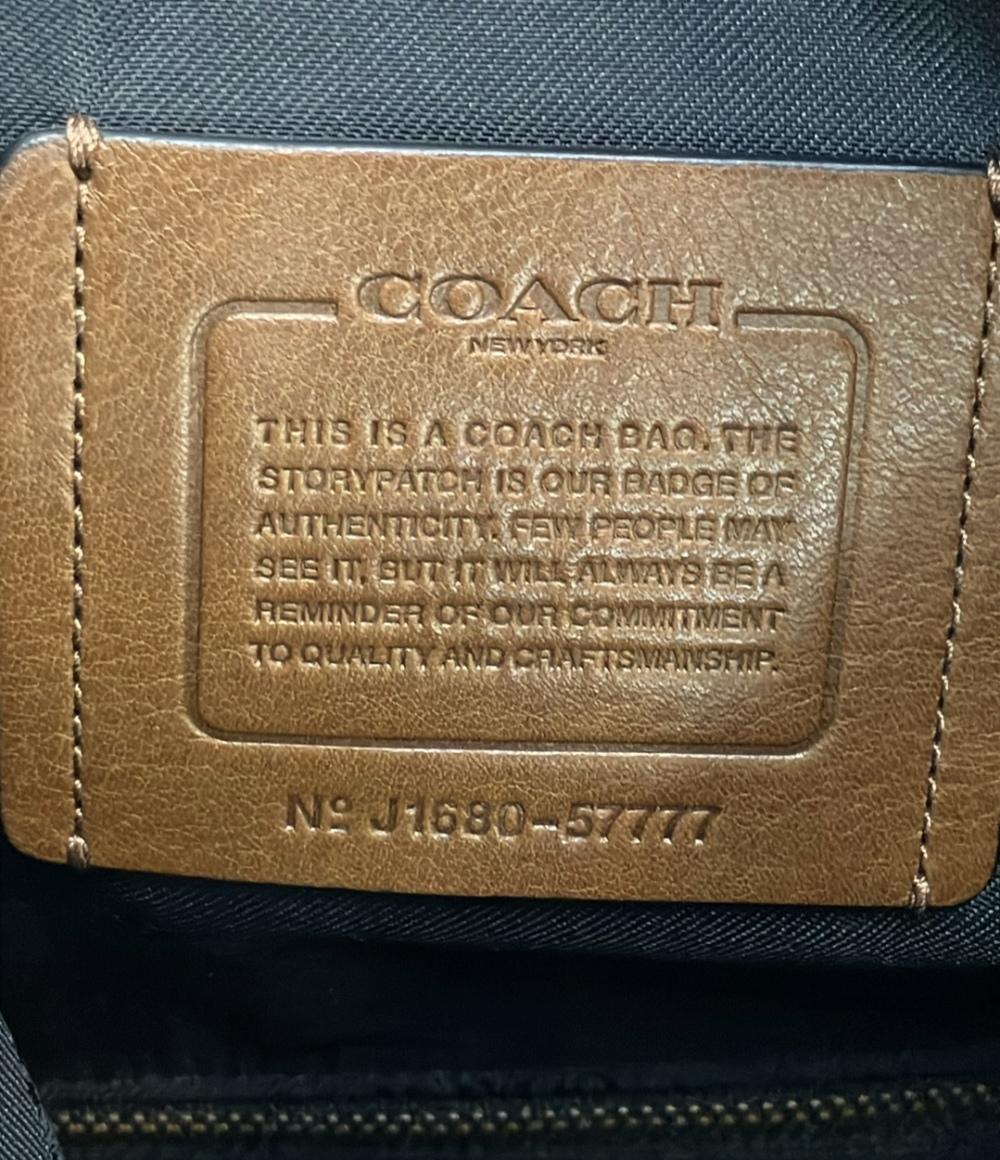 COACH
NEW YORK
THIS IS A COACH BAG. THE
STORYPATCH IS OUR BADGE OF
AUTHENTICITY. FEW PEOPLE MAY
SEE IT, BUT IT WILL ALWAYS BE A
REMINDER OF OUR COMMITMENT
TO QUALITY AND CRAFTSMANSHIP.
Nº J1680-57777